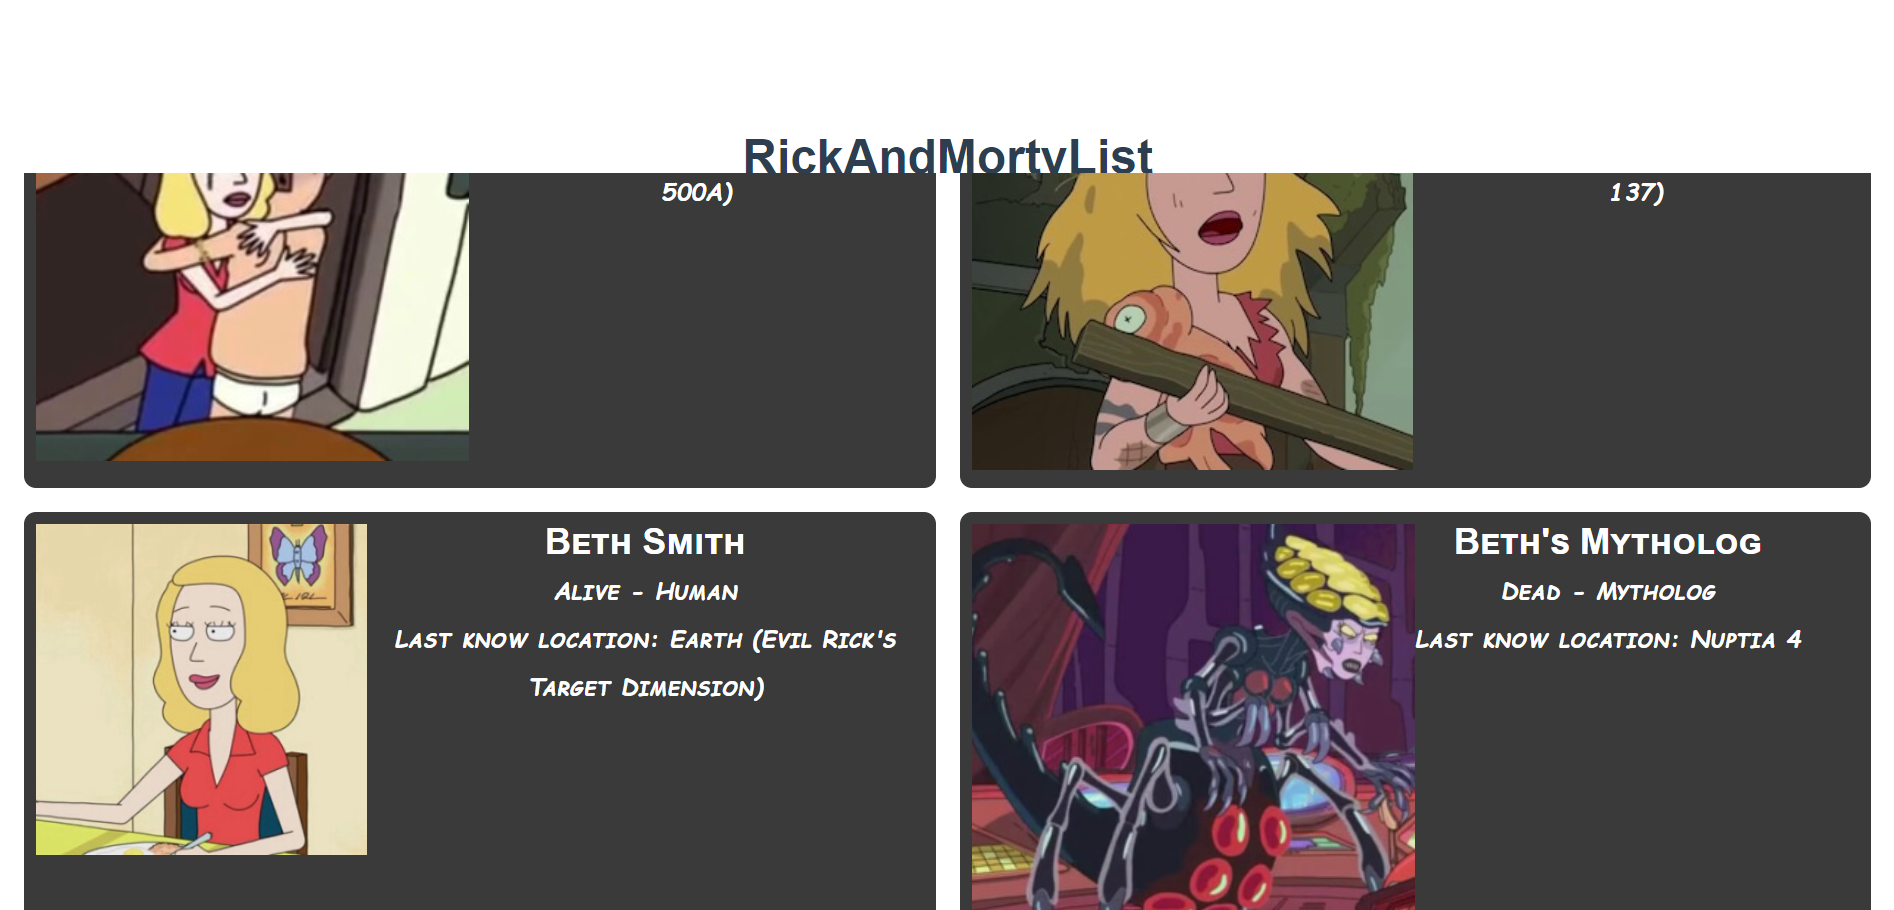 RickAndMortyList
500A)
137)
Beth Smith
Alive - Human
Last know location: Earth (Evil Rick's
Target Dimension)
Beth's Mytholog
Dead - Mytholog
Last know location: Nuptia 4